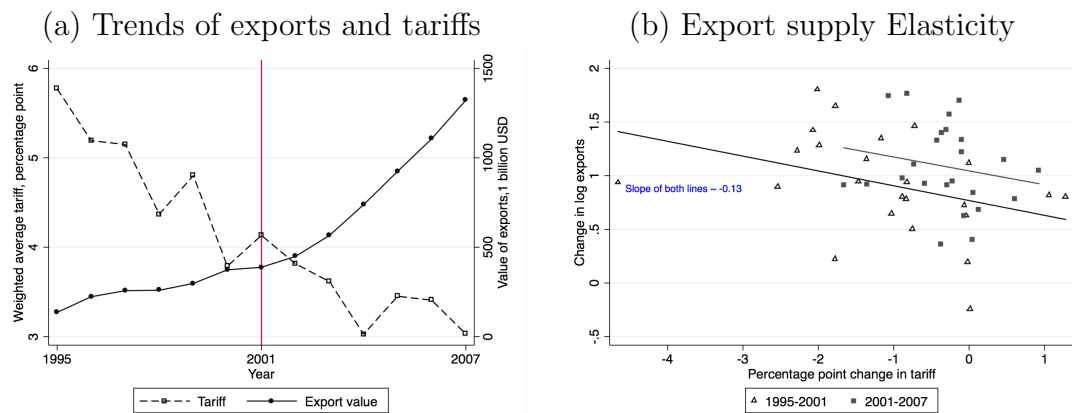 (a) Trends of exports and tariffs
Weighted average tariff, percentage point
6
5
4
3
1500
1000
500
0
Value of exports,1 billion USD
1995
2001
2007
Year
Tariff
Export value
(b) Export supply Elasticity
Change in log exports
2
1.5
1
.5
0
-.5
Slope of both lines ~ -0.13
-4
-3
-2
-1
0
1
Percentage point change in tariff
1995-2001
2001-2007